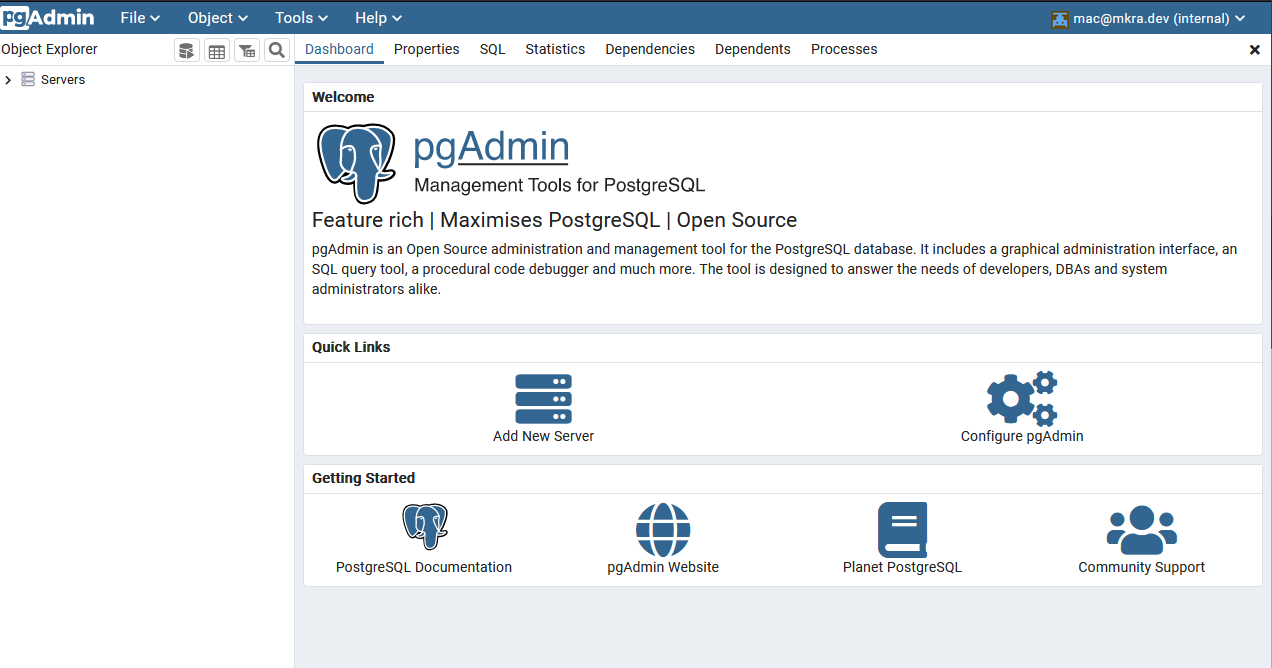 pgAdmin File Object Tools Help mac@mkra.dev (internal)
Object Explorer
Servers
Dashboard Properties SQL Statistics Dependencies Dependents Processes
Welcome
pgAdmin
Management Tools for PostgreSQL
Feature rich | Maximises PostgreSQL | Open Source
pgAdmin is an Open Source administration and management tool for the PostgreSQL database. It includes a graphical administration interface, an
SQL query tool, a procedural code debugger and much more. The tool is designed to answer the needs of developers, DBAs and system
administrators alike.
Quick Links
Add New Server Configure pgAdmin
Getting Started
PostgreSQL Documentation pgAdmin Website Planet PostgreSQL Community Support